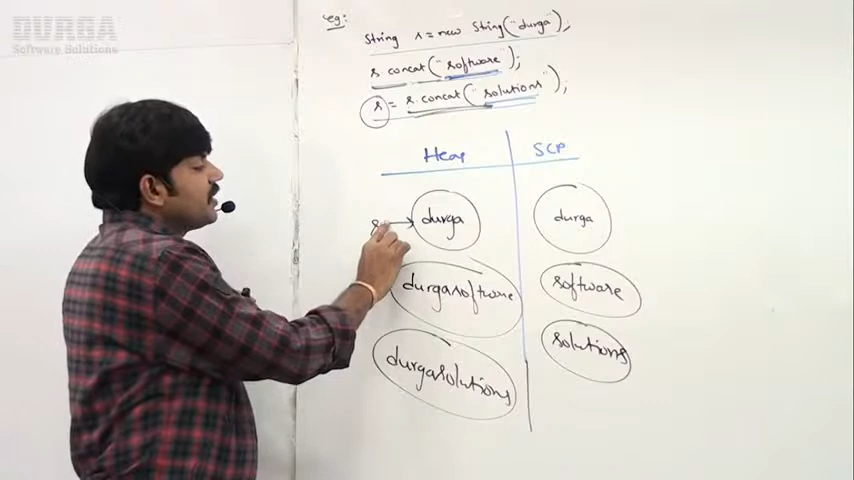 DURGA
Software Solutions
eg:
String s = new String("durga");
s.concat("software");
s = s.concat("solutions");
Heap SCP
s → durga durga
durgasoftware software
durgasolutions solutions